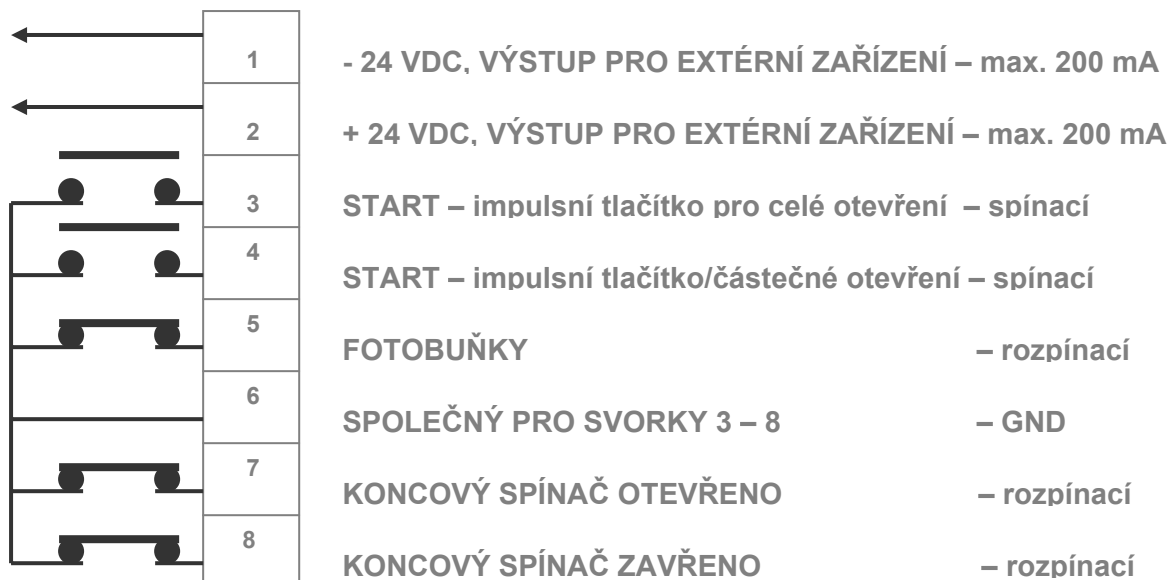 1 - 24 VDC, VÝSTUP PRO EXTÉRNÍ ZAŘÍZENÍ – max. 200 mA
2 + 24 VDC, VÝSTUP PRO EXTÉRNÍ ZAŘÍZENÍ – max. 200 mA
3 START – impulsní tlačítko pro celé otevření – spínací
4 START – impulsní tlačítko/částečné otevření – spínací
5 FOTOBUŇKY – rozpínací
6 SPOLEČNÝ PRO SVORKY 3 – 8 – GND
7 KONCOVÝ SPÍNAČ OTEVŘENO – rozpínací
8 KONCOVÝ SPÍNAČ ZAVŘENO – rozpínací